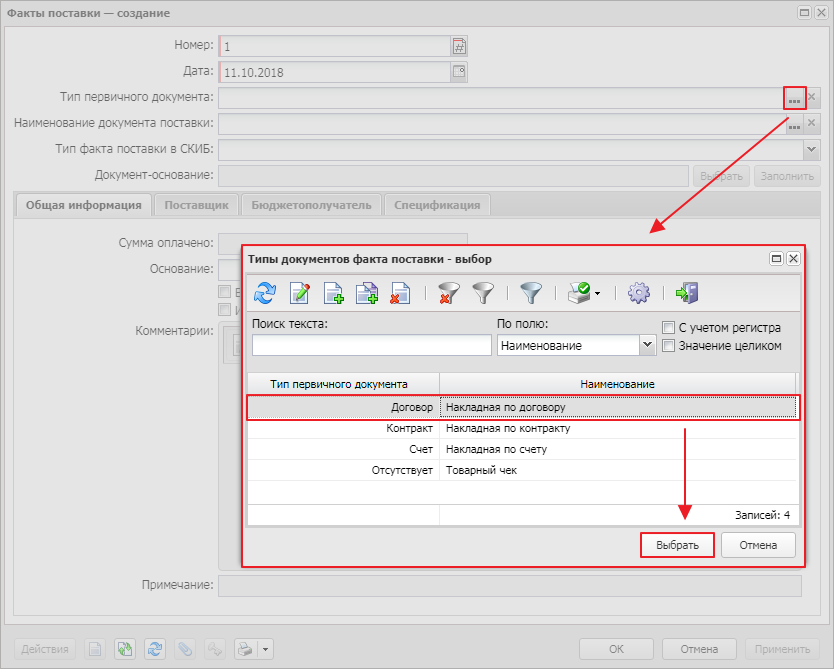 Факты поставки — создание
Номер: 1
Дата: 11.10.2018
Тип первичного документа:
Наименование документа поставки:
Тип факта поставки в СКИБ:
Документ-основание: Выбрать Заполнить
Общая информация Поставщик Бюджетополучатель Спецификация
Сумма оплачено:
Основание:
Комментарии:
Типы документов факта поставки - выбор
Поиск текста: По полю: С учетом регистра
Наименование Значение целиком
Тип первичного документа Наименование
Договор Накладная по договору
Контракт Накладная по контракту
Счет Накладная по счету
Отсутствует Товарный чек
Записей: 4
Выбрать Отмена
Примечание:
Действия OK Отмена Применить